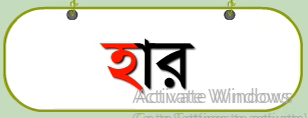 হার
Activate Windows